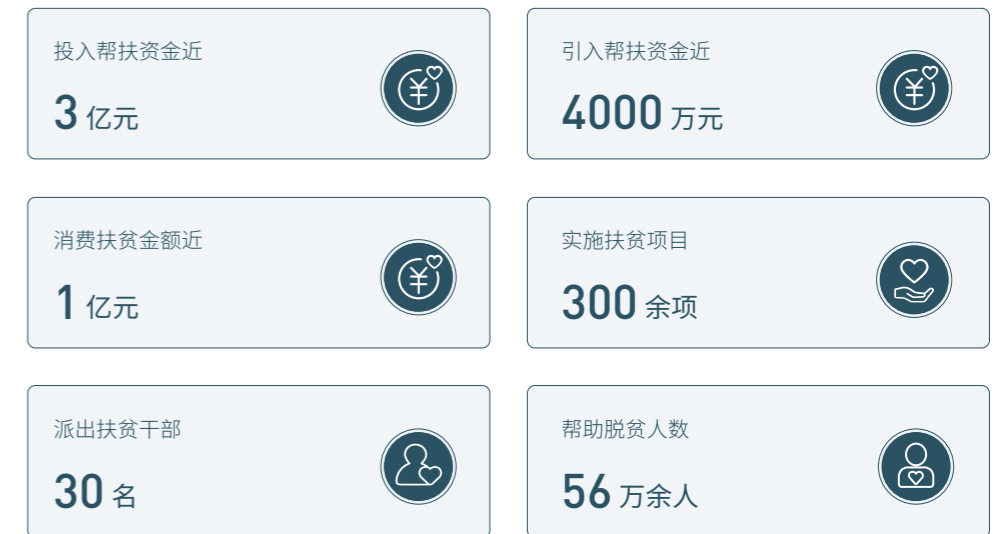 投入帮扶资金近
3 亿元
引入帮扶资金近
4000 万元
消费扶贫金额近
1 亿元
实施扶贫项目
300 余项
派出扶贫干部
30 名
帮助脱贫人数
56 万余人